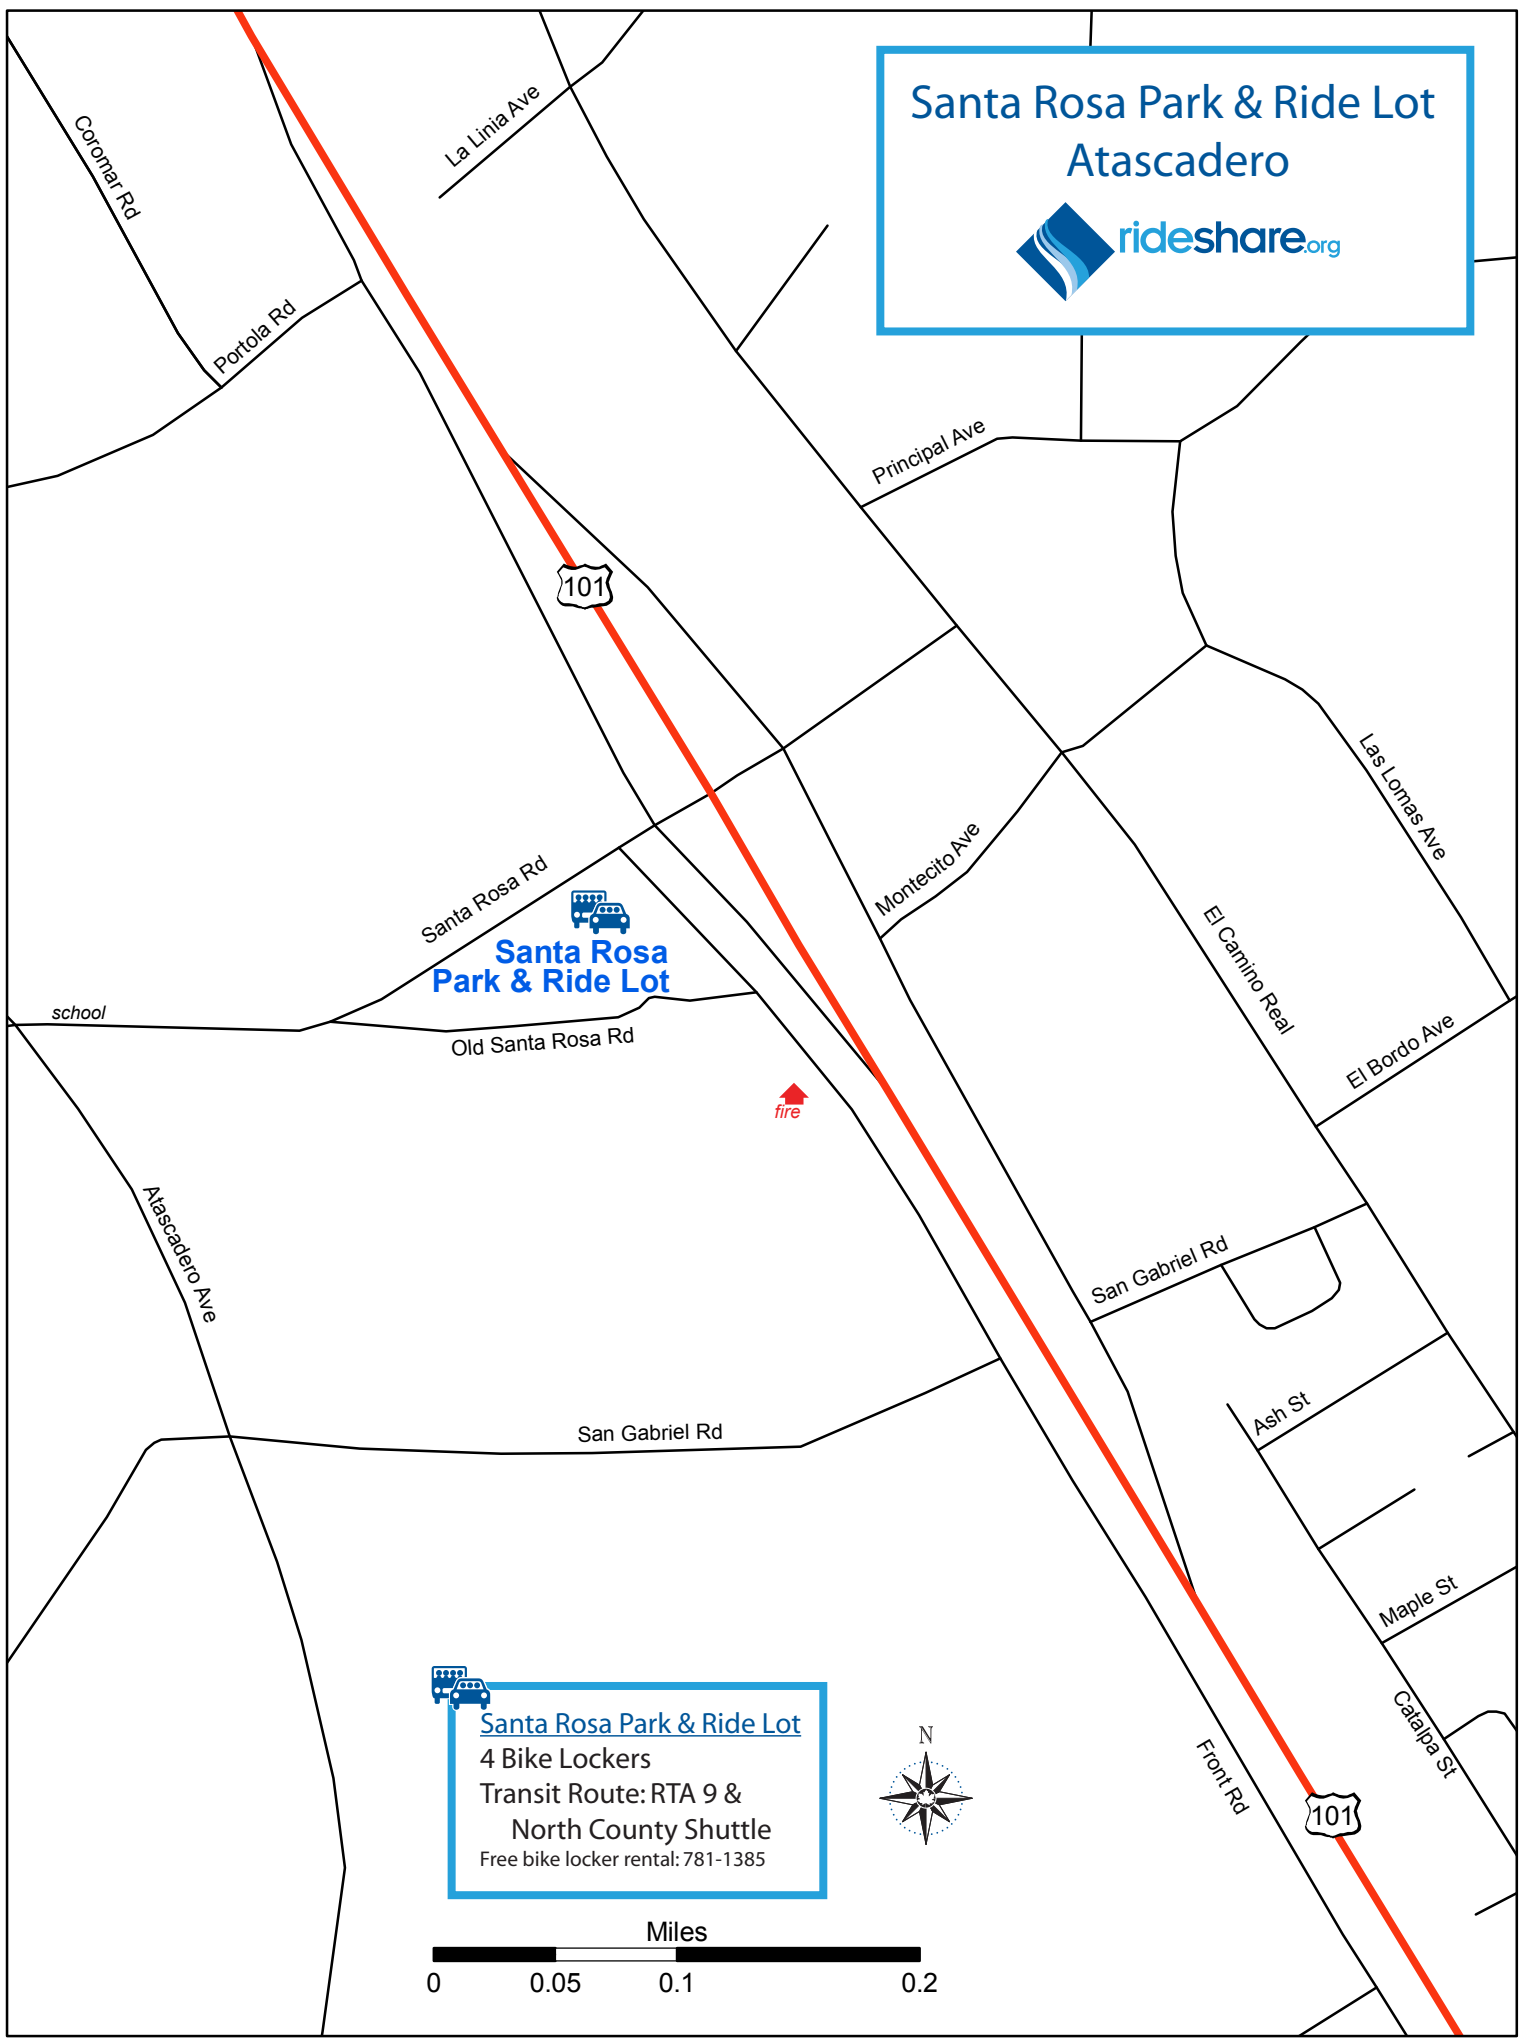 Santa Rosa Park & Ride Lot
Atascadero
rideshare.org
La Linia Ave
Coromar Rd
Portola Rd
Principal Ave
101
Las Lomas Ave
Montecito Ave
Santa Rosa Rd
Santa Rosa
Park & Ride Lot
El Camino Real
school
Old Santa Rosa Rd
El Bordo Ave
fire
Atascadero Ave
San Gabriel Rd
Ash St
San Gabriel Rd
Maple St
Catalpa St
Front Rd
101
Santa Rosa Park & Ride Lot
4 Bike Lockers
Transit Route: RTA 9 &
North County Shuttle
Free bike locker rental: 781-1385
N
Miles
0 0.05 0.1 0.2